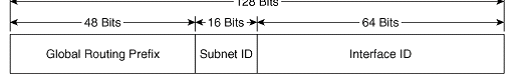 128 Bits
48 Bits 16 Bits 64 Bits
Global Routing Prefix Subnet ID Interface ID